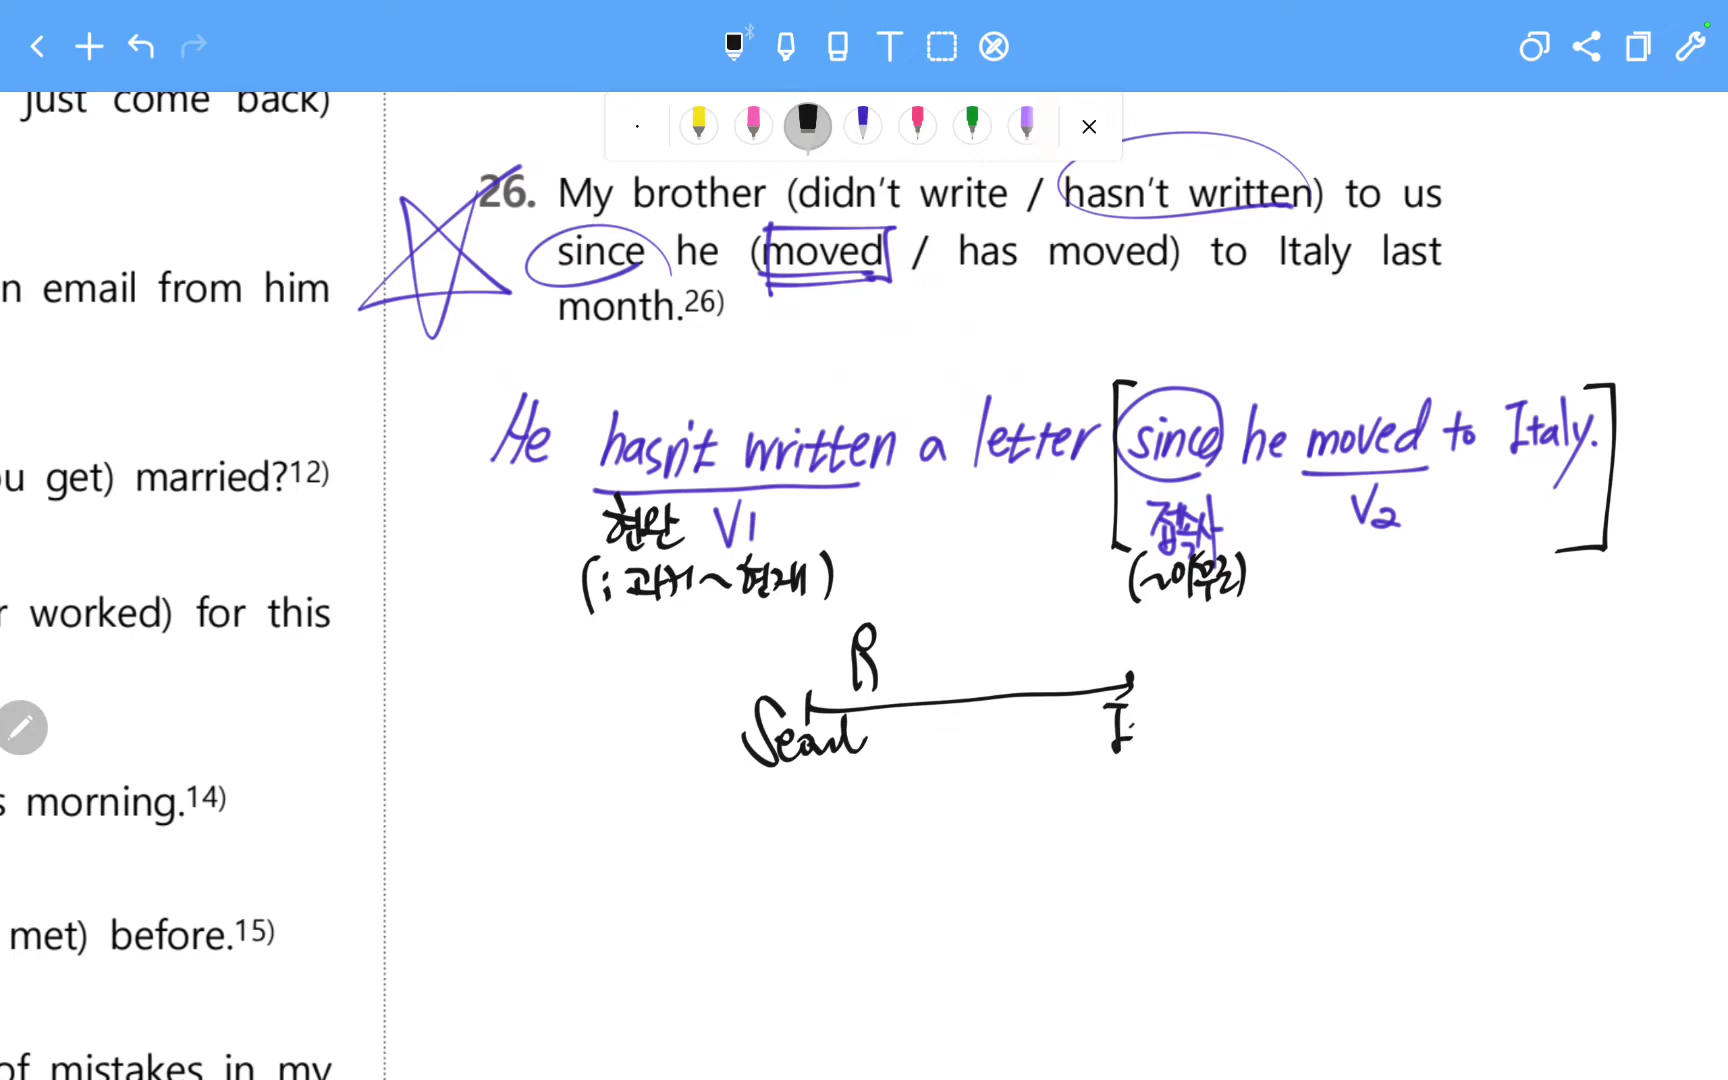 just come back)
n email from him
ou get) married?12)
r worked) for this
s morning.14)
met) before.15)
of mistakes in my
26. My brother (didn't write / hasn't written) to us
since he (moved / has moved) to Italy last
month.26)
He hasn't written a letter [since he moved to Italy.]
현완 V1 접속사 V2
(: 과거~현재) (~이후로)
R
Seoul I